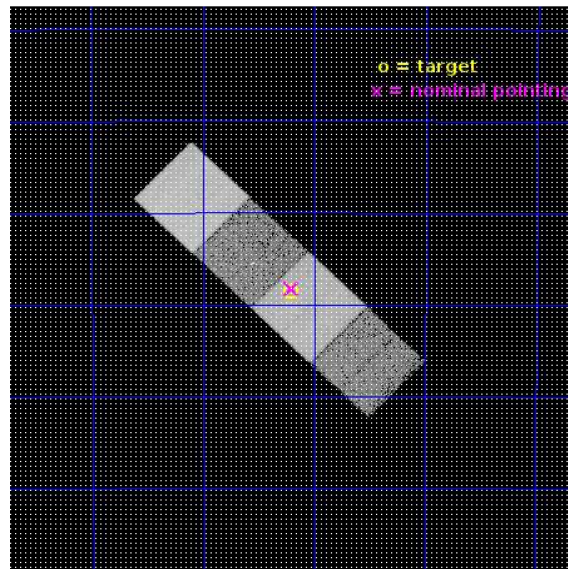 o = target
x = nominal pointing